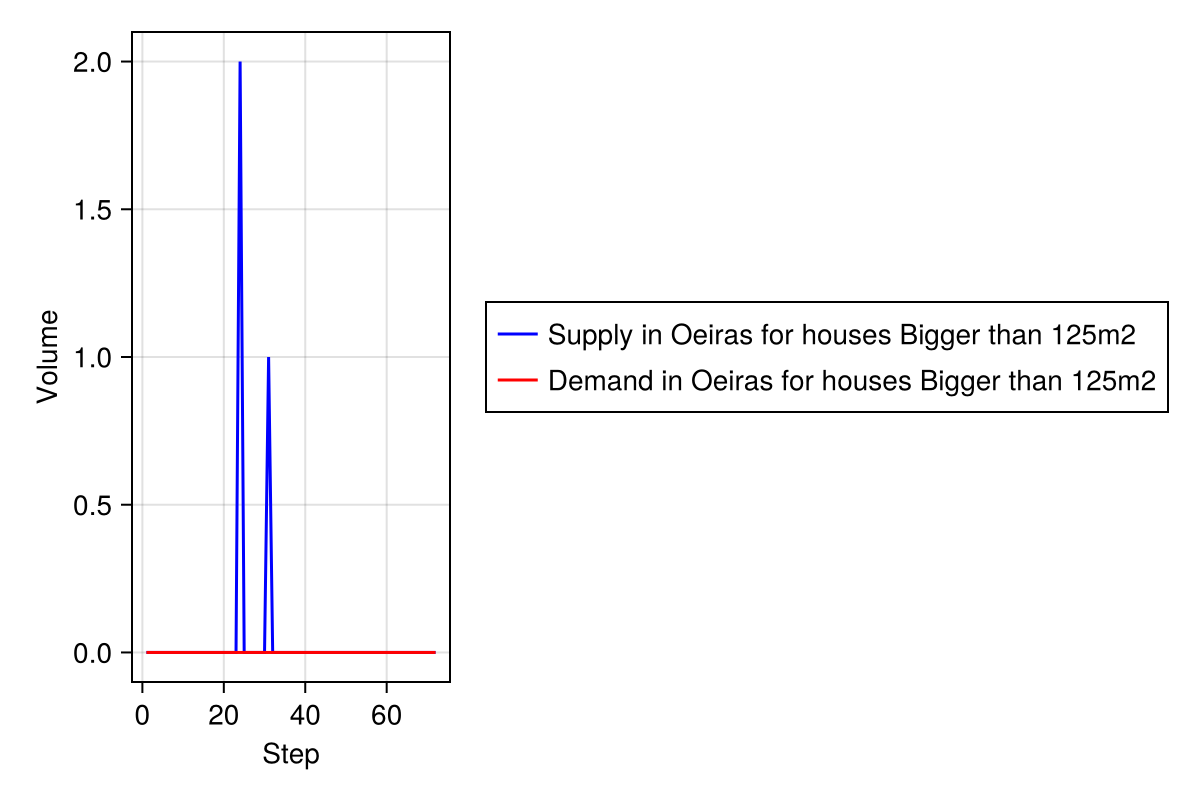 2.0
1.5
1.0
0.5
0.0
Volume
0 20 40 60
Step
Supply in Oeiras for houses Bigger than 125m2
Demand in Oeiras for houses Bigger than 125m2